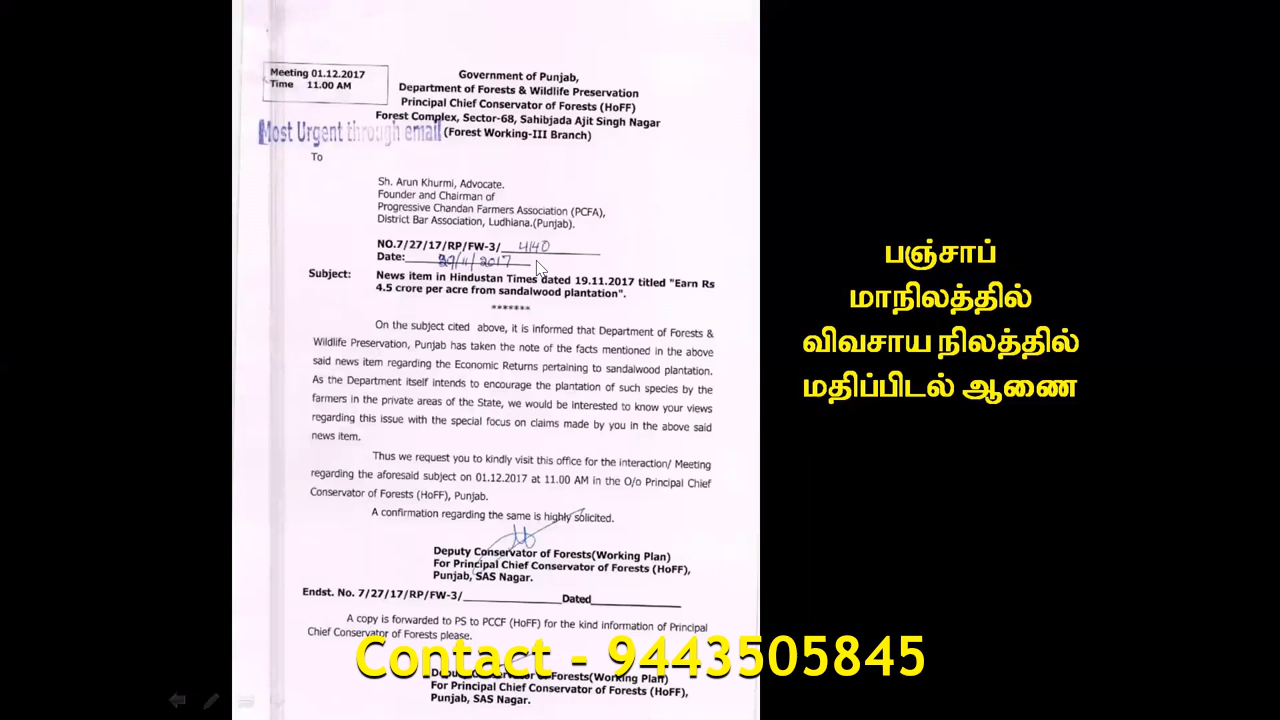 Meeting 01.12.2017
Time 11.00 AM
Government of Punjab,
Department of Forests & Wildlife Preservation
Principal Chief Conservator of Forests (HoFF)
Forest Complex, Sector-68, Sahibjada Ajit Singh Nagar
Most Urgent through email (Forest Working-III Branch)
To
Sh. Arun Khurmi, Advocate.
Founder and Chairman of
Progressive Chandan Farmers Association (PCFA),
District Bar Association, Ludhiana.(Punjab).
NO.7/27/17/RP/FW-3/ 4140
Date: 29/11/2017
Subject: News item in Hindustan Times dated 19.11.2017 titled "Earn Rs
4.5 crore per acre from sandalwood plantation".
*******
On the subject cited above, it is informed that Department of Forests &
Wildlife Preservation, Punjab has taken the note of the facts mentioned in the above
said news item regarding the Economic Returns pertaining to sandalwood plantation.
As the Department itself intends to encourage the plantation of such species by the
farmers in the private areas of the State, we would be interested to know your views
regarding this issue with the special focus on claims made by you in the above said
news item.
Thus we request you to kindly visit this office for the interaction/ Meeting
regarding the aforesaid subject on 01.12.2017 at 11.00 AM in the O/o Principal Chief
Conservator of Forests (HoFF), Punjab.
A confirmation regarding the same is highly solicited.
Deputy Conservator of Forests(Working Plan)
For Principal Chief Conservator of Forests (HoFF),
Punjab, SAS Nagar.
Endst. No. 7/27/17/RP/FW-3/____________Dated____________
A copy is forwarded to PS to PCCF (HoFF) for the kind information of Principal
Chief Conservator of Forests please.
Deputy Conservator of Forests(Working Plan)
For Principal Chief Conservator of Forests (HoFF),
Punjab, SAS Nagar.
பஞ்சாப்
மாநிலத்தில்
விவசாய நிலத்தில்
மதிப்பிடல் ஆணை
Contact - 9443505845